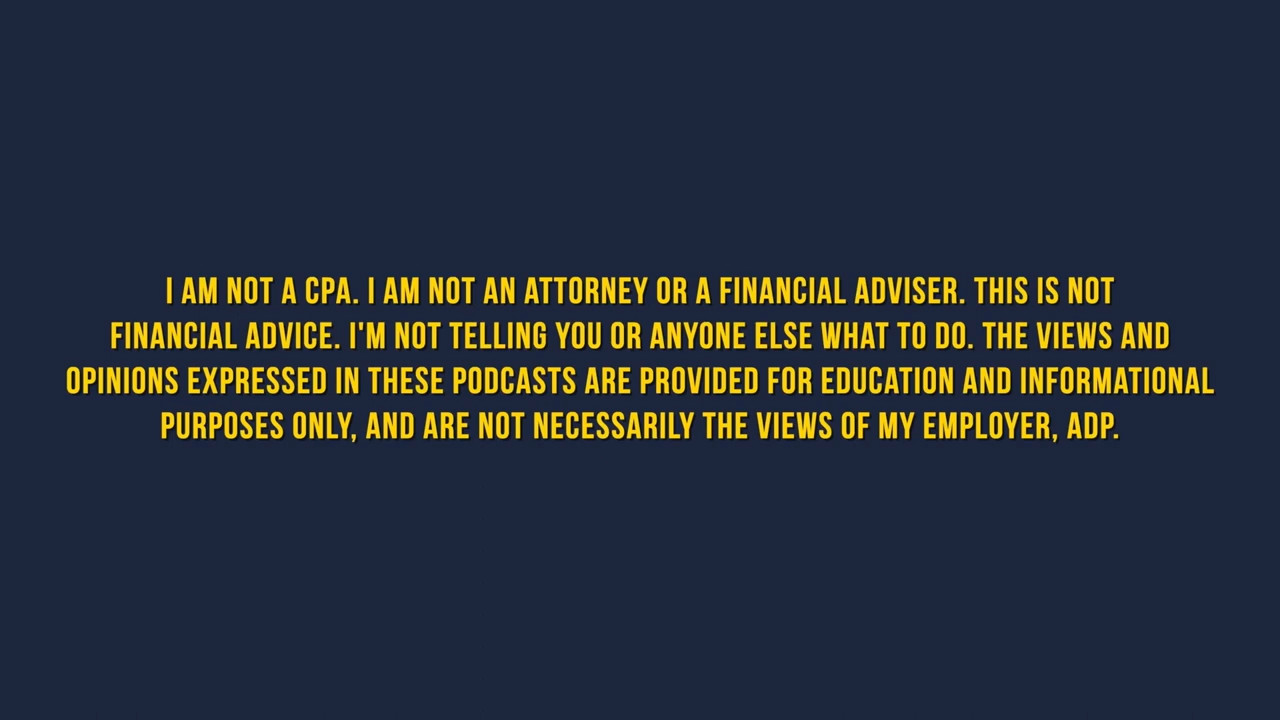 I AM NOT A CPA. I AM NOT AN ATTORNEY OR A FINANCIAL ADVISER. THIS IS NOT
FINANCIAL ADVICE. I'M NOT TELLING YOU OR ANYONE ELSE WHAT TO DO. THE VIEWS AND
OPINIONS EXPRESSED IN THESE PODCASTS ARE PROVIDED FOR EDUCATION AND INFORMATIONAL
PURPOSES ONLY, AND ARE NOT NECESSARILY THE VIEWS OF MY EMPLOYER, ADP.